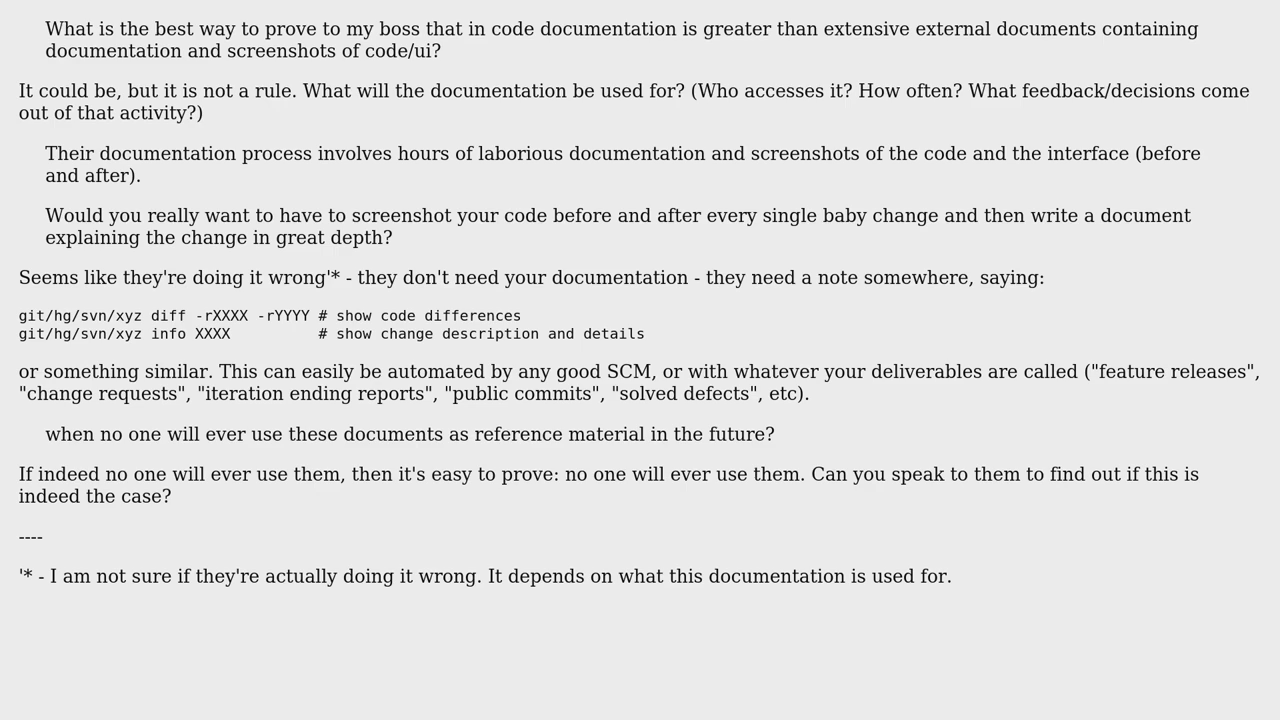 What is the best way to prove to my boss that in code documentation is greater than extensive external documents containing
documentation and screenshots of code/ui?
It could be, but it is not a rule. What will the documentation be used for? (Who accesses it? How often? What feedback/decisions come
out of that activity?)
Their documentation process involves hours of laborious documentation and screenshots of the code and the interface (before
and after).
Would you really want to have to screenshot your code before and after every single baby change and then write a document
explaining the change in great depth?
Seems like they're doing it wrong'* - they don't need your documentation - they need a note somewhere, saying:
git/hg/svn/xyz diff -rXXXX -rYYYY # show code differences
git/hg/svn/xyz info XXXX          # show change description and details
or something similar. This can easily be automated by any good SCM, or with whatever your deliverables are called ("feature releases",
"change requests", "iteration ending reports", "public commits", "solved defects", etc).
when no one will ever use these documents as reference material in the future?
If indeed no one will ever use them, then it's easy to prove: no one will ever use them. Can you speak to them to find out if this is
indeed the case?
----
'* - I am not sure if they're actually doing it wrong. It depends on what this documentation is used for.